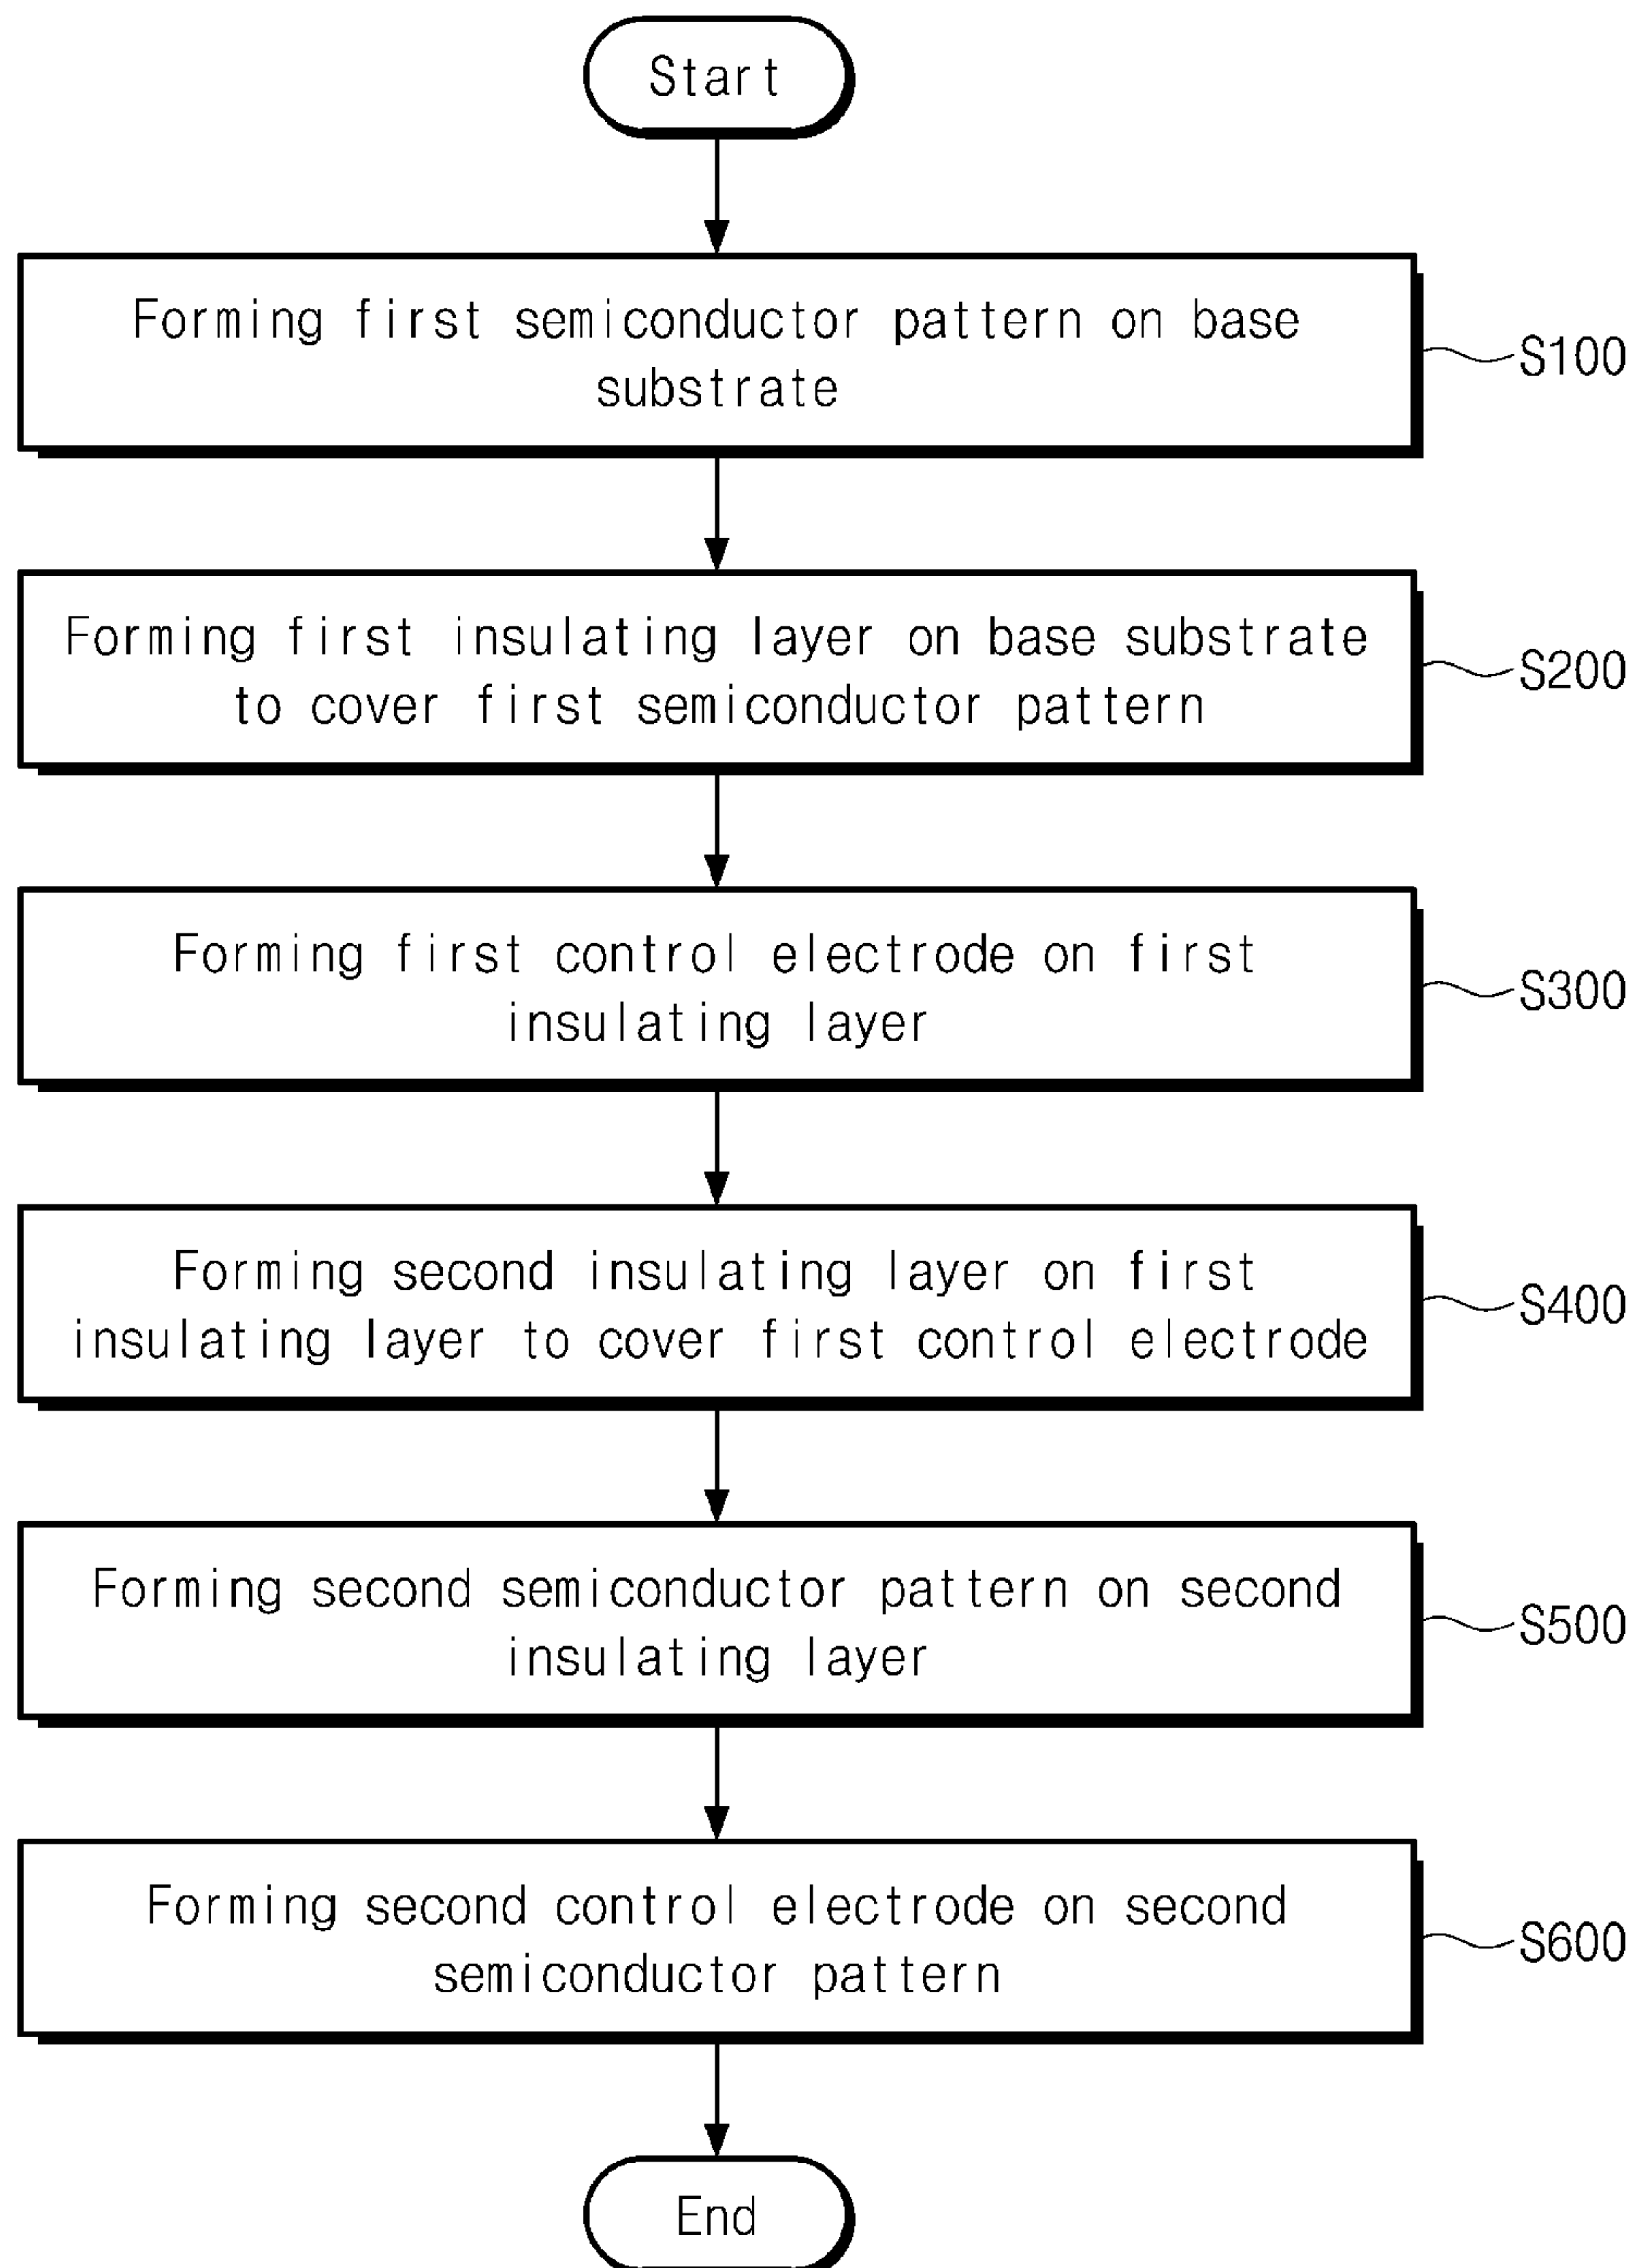 Start
Forming first semiconductor pattern on base
substrate
S100
Forming first insulating layer on base substrate
to cover first semiconductor pattern
S200
Forming first control electrode on first
insulating layer
S300
Forming second insulating layer on first
insulating layer to cover first control electrode
S400
Forming second semiconductor pattern on second
insulating layer
S500
Forming second control electrode on second
semiconductor pattern
S600
End